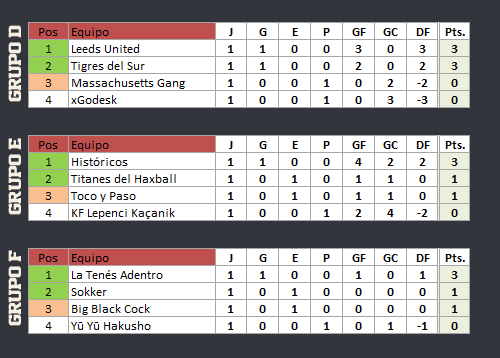 GRUPO D
Pos Equipo J G E P GF GC DF Pts.
1 Leeds United 1 1 0 0 3 0 3 3
2 Tigres del Sur 1 1 0 0 2 0 2 3
3 Massachusetts Gang 1 0 0 1 0 2 -2 0
4 xGodesk 1 0 0 1 0 3 -3 0
GRUPO E
Pos Equipo J G E P GF GC DF Pts.
1 Históricos 1 1 0 0 4 2 2 3
2 Titanes del Haxball 1 0 1 0 1 1 0 1
3 Toco y Paso 1 0 1 0 1 1 0 1
4 KF Lepenci Kaçanik 1 0 0 1 2 4 -2 0
GRUPO F
Pos Equipo J G E P GF GC DF Pts.
1 La Tenés Adentro 1 1 0 0 1 0 1 3
2 Sokker 1 0 1 0 0 0 0 1
3 Big Black Cock 1 0 1 0 0 0 0 1
4 Yū Yū Hakusho 1 0 0 1 0 1 -1 0